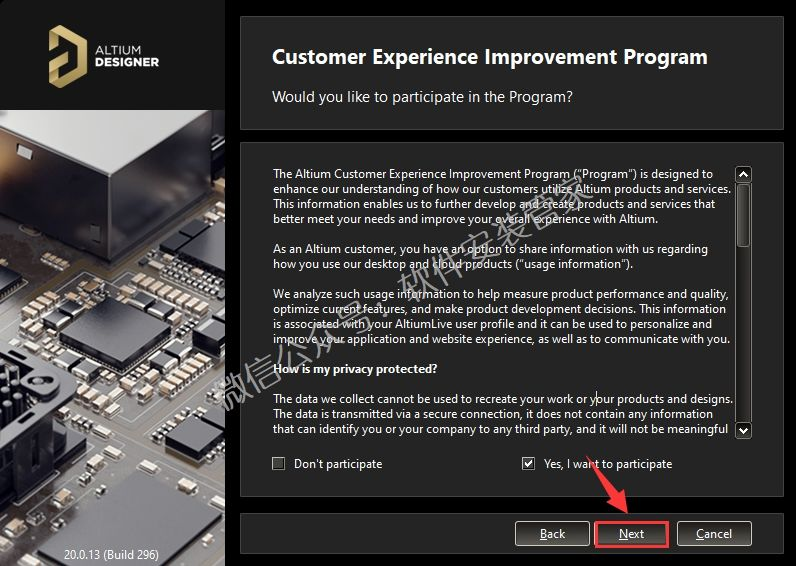 ALTIUM
DESIGNER
Customer Experience Improvement Program
Would you like to participate in the Program?
The Altium Customer Experience Improvement Program (“Program”) is designed to
enhance our understanding of how our customers utilize Altium products and services.
This information enables us to further develop and create products and services that
better meet your needs and improve your overall experience with Altium.
As an Altium customer, you have an option to share information with us regarding
how you use our desktop and cloud products (“usage information”).
We analyze such usage information to help measure product performance and quality,
optimize current features, and make product development decisions. This information
is associated with your AltiumLive user profile and it can be used to personalize and
improve your application and website experience, as well as to communicate with you.
How is my privacy protected?
The data we collect cannot be used to recreate your work or your products and designs.
The data is transmitted via a secure connection, it does not contain any information
that can identify you or your company to any third party, and it will not be meaningful
微信公众号：软件安装管家
Don't participate
Yes, I want to participate
Back
Next
Cancel
20.0.13 (Build 296)